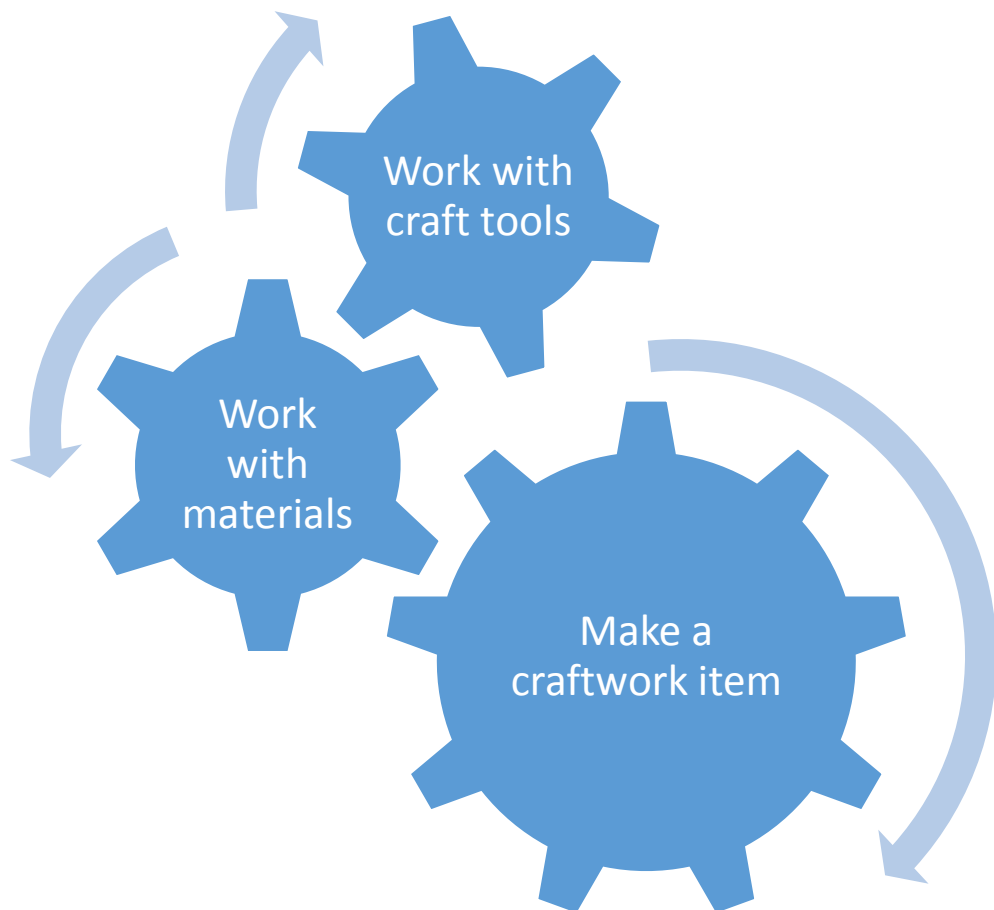 Work with
craft tools
Work
with
materials
Make a
craftwork item